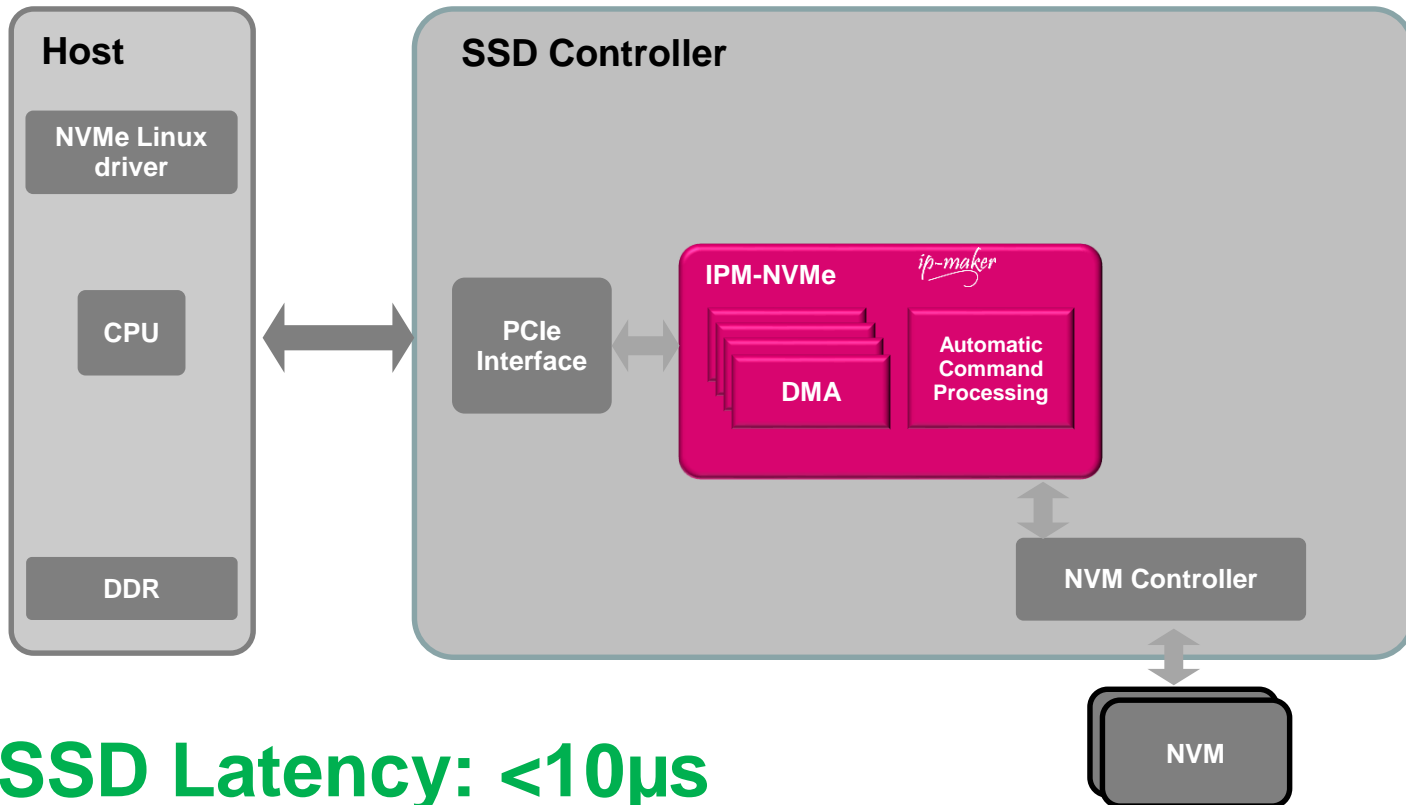 Host
SSD Controller
NVMe Linux
driver
CPU
DDR
PCIe
Interface
IPM-NVMe
ip-maker
DMA
Automatic
Command
Processing
NVM Controller
NVM
SSD Latency: <10µs